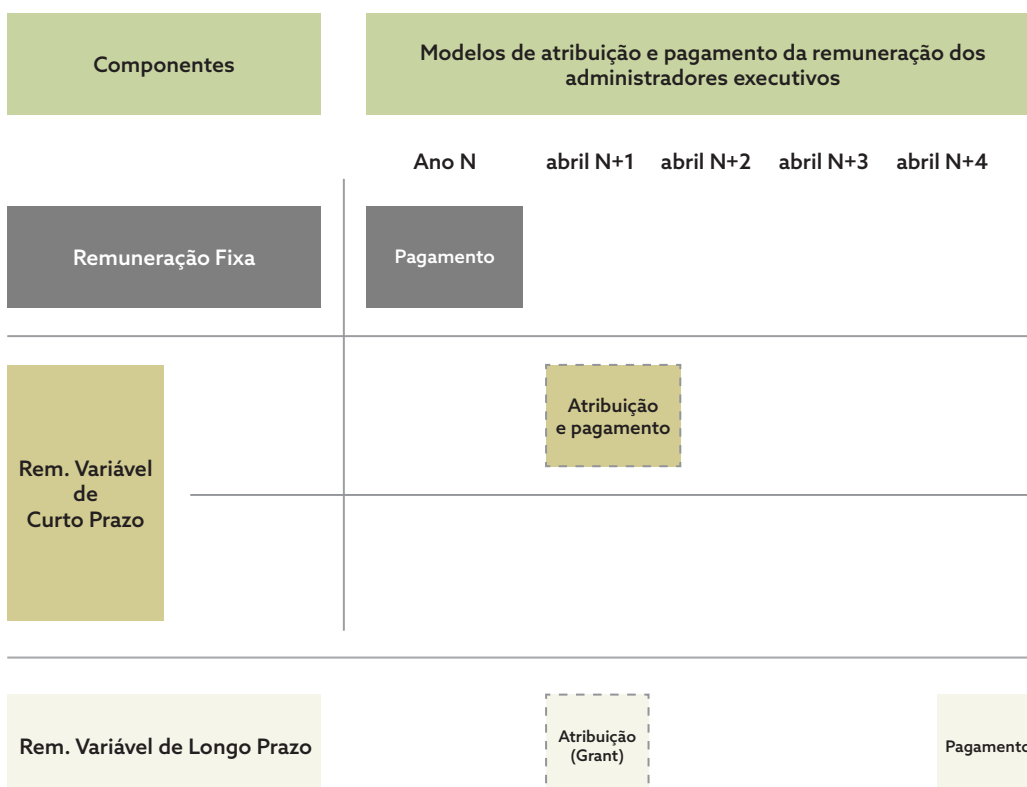 Componentes
Modelos de atribuição e pagamento da remuneração dos
administradores executivos
Ano N
abril N+1
abril N+2
abril N+3
abril N+4
Remuneração Fixa
Pagamento
Rem. Variável
de
Curto Prazo
Atribuição
e pagamento
Rem. Variável de Longo Prazo
Atribuição
(Grant)
Pagamento